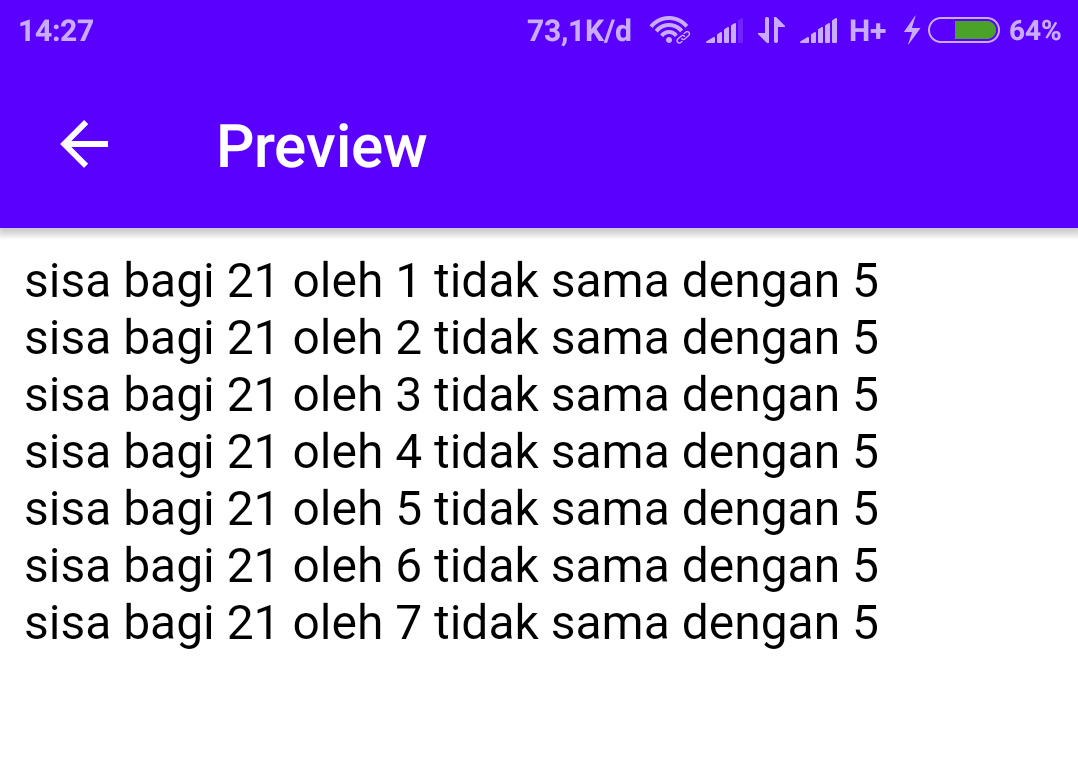 14:27 73,1K/d H+ 64%
Preview
sisa bagi 21 oleh 1 tidak sama dengan 5
sisa bagi 21 oleh 2 tidak sama dengan 5
sisa bagi 21 oleh 3 tidak sama dengan 5
sisa bagi 21 oleh 4 tidak sama dengan 5
sisa bagi 21 oleh 5 tidak sama dengan 5
sisa bagi 21 oleh 6 tidak sama dengan 5
sisa bagi 21 oleh 7 tidak sama dengan 5